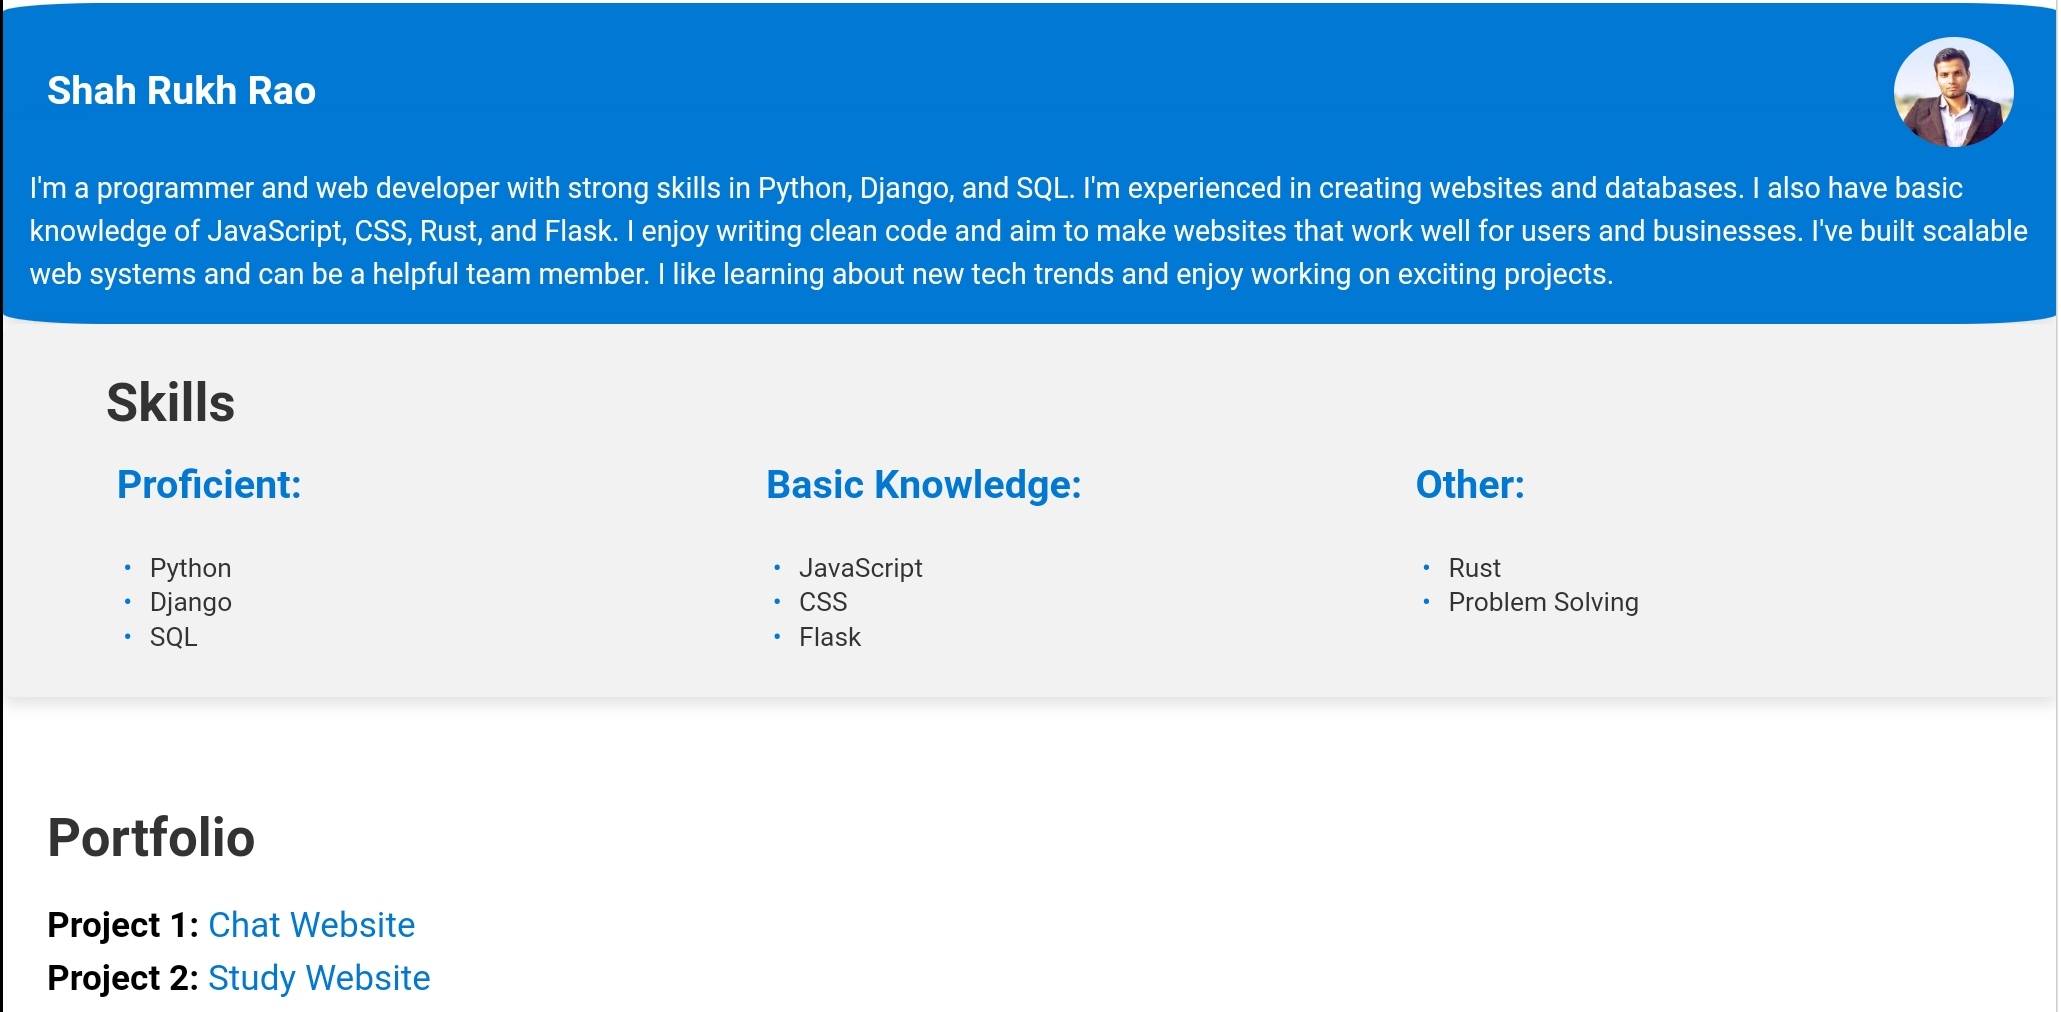 Shah Rukh Rao
I'm a programmer and web developer with strong skills in Python, Django, and SQL. I'm experienced in creating websites and databases. I also have basic
knowledge of JavaScript, CSS, Rust, and Flask. I enjoy writing clean code and aim to make websites that work well for users and businesses. I've built scalable
web systems and can be a helpful team member. I like learning about new tech trends and enjoy working on exciting projects.
Skills
Proficient:
• Python
• Django
• SQL
Basic Knowledge:
• JavaScript
• CSS
• Flask
Other:
• Rust
• Problem Solving
Portfolio
Project 1: Chat Website
Project 2: Study Website